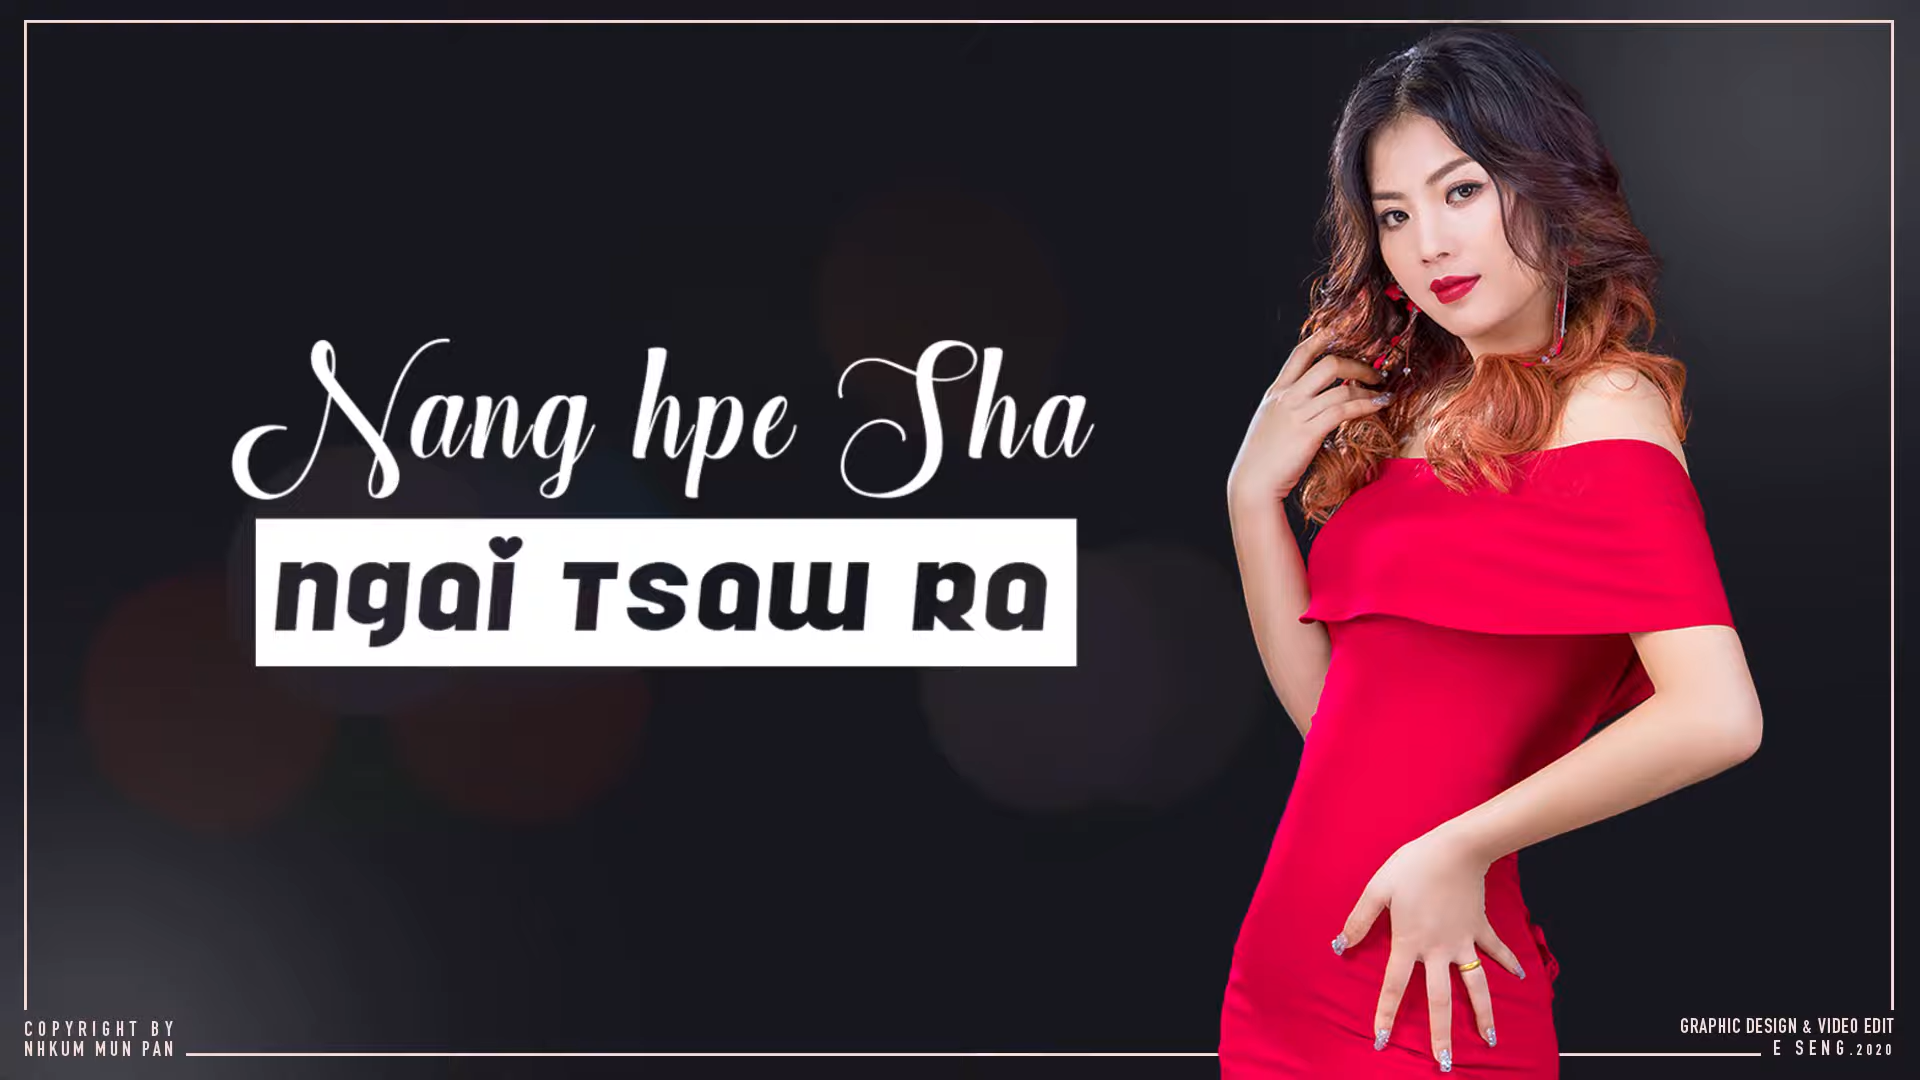 Nang hpe Sha
Ngai Tsaw Ra
COPYRIGHT BY
NHKUM MUN PAN
GRAPHIC DESIGN & VIDEO EDIT
E SENG.2020